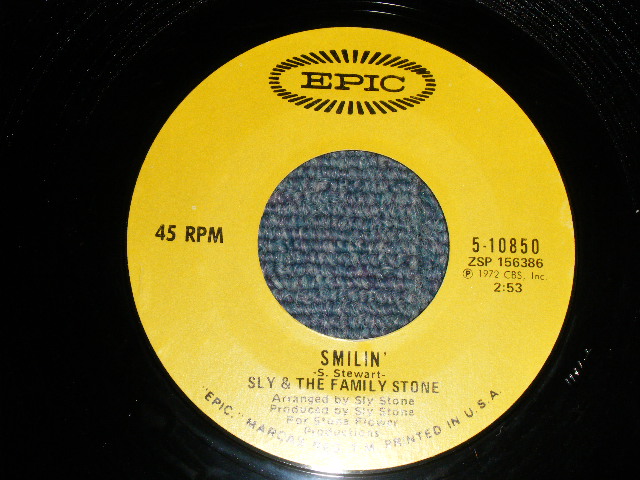 EPIC
45 RPM
5-10850
ZSP 156386
Ⓟ 1972 CBS, Inc.
2:53
SMILIN'
-S. Stewart-
SLY & THE FAMILY STONE
Arranged by Sly Stone
Produced by Sly Stone
For Stone Flower
Productions
"EPIC," MARCAS REG. T.M. PRINTED IN U.S.A.